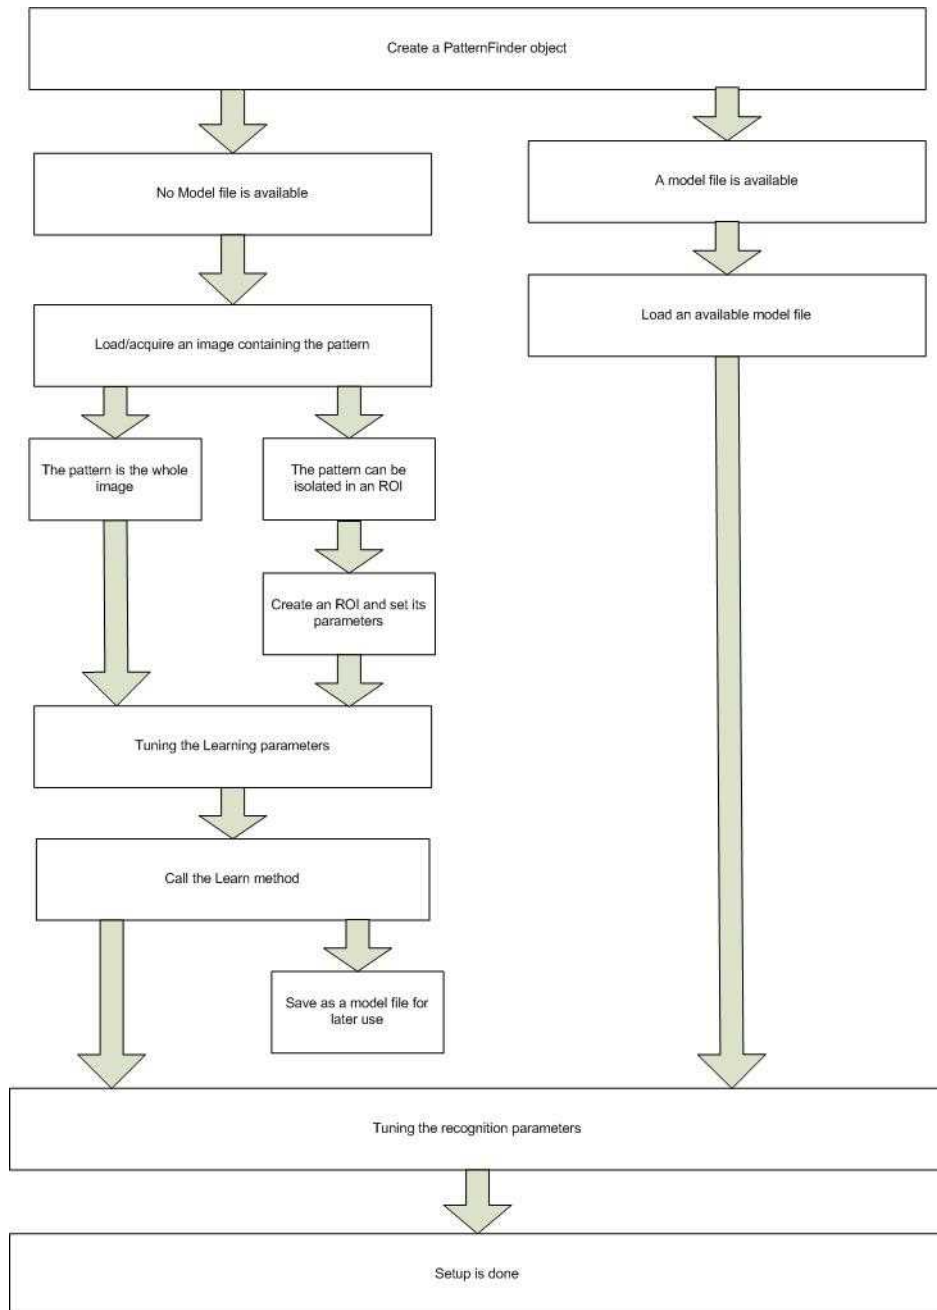 Create a PatternFinder object
No Model file is available
A model file is available
Load/acquire an image containing the pattern
Load an available model file
The pattern is the whole
image
The pattern can be
isolated in an ROI
Create an ROI and set its
parameters
Tuning the Learning parameters
Call the Learn method
Save as a model file for
later use
Tuning the recognition parameters
Setup is done